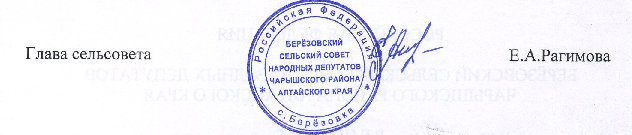 Глава сельсовета
Российская Федерация
БЕРЁЗОВСКИЙ
СЕЛЬСКИЙ СОВЕТ
НАРОДНЫХ ДЕПУТАТОВ
ЧАРЫШСКОГО РАЙОНА
АЛТАЙСКОГО КРАЯ
* с. Берёзовка *
Е.А.Рагимова